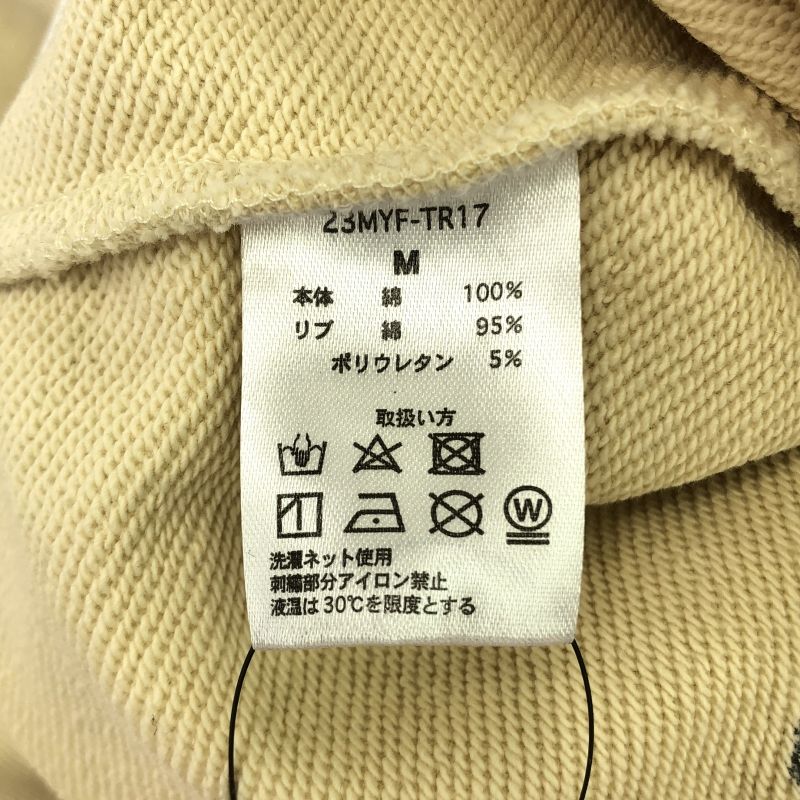 23MYF-TR17
M
本体 綿 100%
リブ 綿 95%
ポリウレタン 5%
取扱い方
W
洗濯ネット使用
刺繍部分アイロン禁止
液温は30℃を限度とする